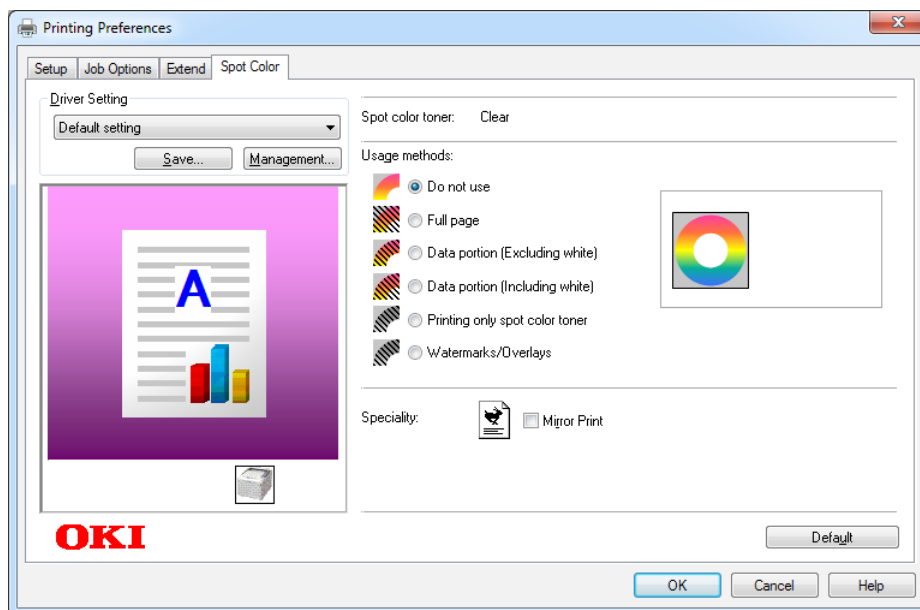 Printing Preferences
Setup Job Options Extend Spot Color
Driver Setting
Default setting
Save... Management...
A
OKI
Spot color toner: Clear
Usage methods:
Do not use
Full page
Data portion (Excluding white)
Data portion (Including white)
Printing only spot color toner
Watermarks/Overlays
Speciality: Mirror Print
Default
OK Cancel Help